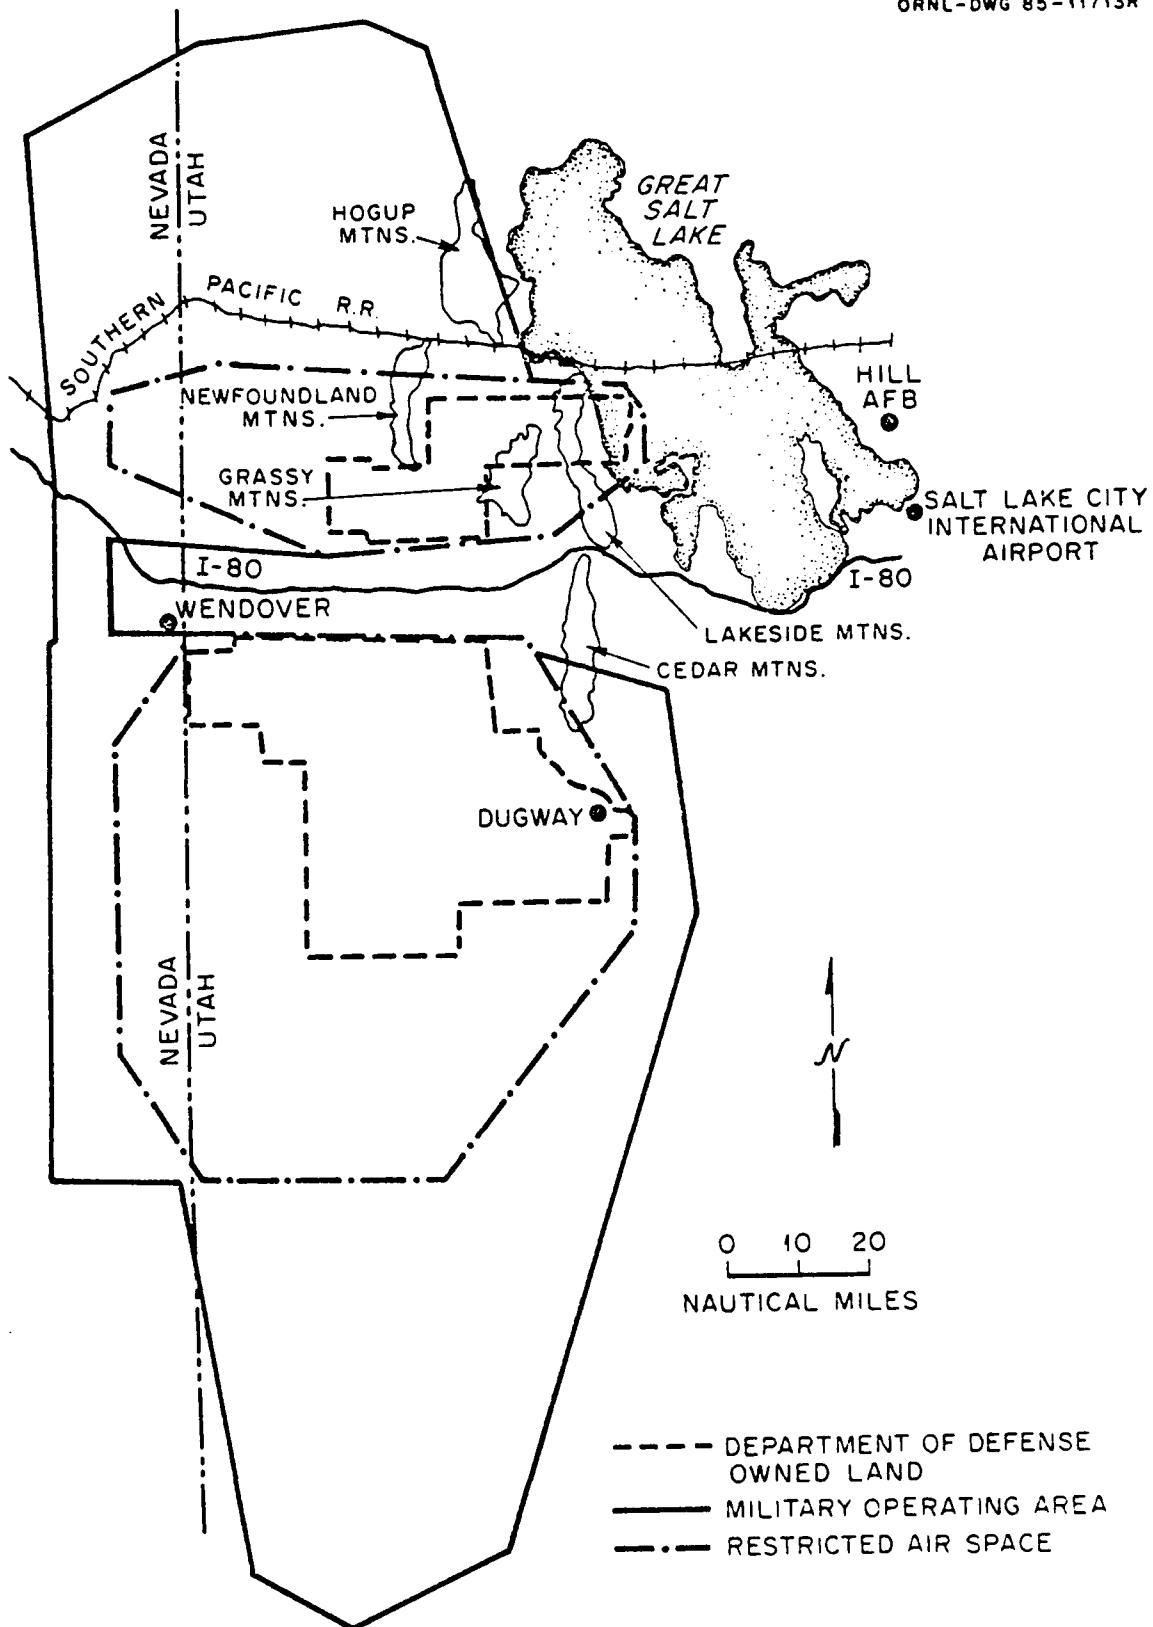 ORNL-DWG 85-11713R
NEVADA
UTAH
GREAT
SALT
LAKE
HOGUP
MTNS.
SOUTHERN PACIFIC R.R.
NEWFOUNDLAND
MTNS.
HILL
AFB
GRASSY
MTNS.
SALT LAKE CITY
INTERNATIONAL
AIRPORT
I-80
I-80
WENDOVER
LAKESIDE MTNS.
CEDAR MTNS.
DUGWAY
NEVADA
UTAH
N
0 10 20
NAUTICAL MILES
DEPARTMENT OF DEFENSE
OWNED LAND
MILITARY OPERATING AREA
RESTRICTED AIR SPACE